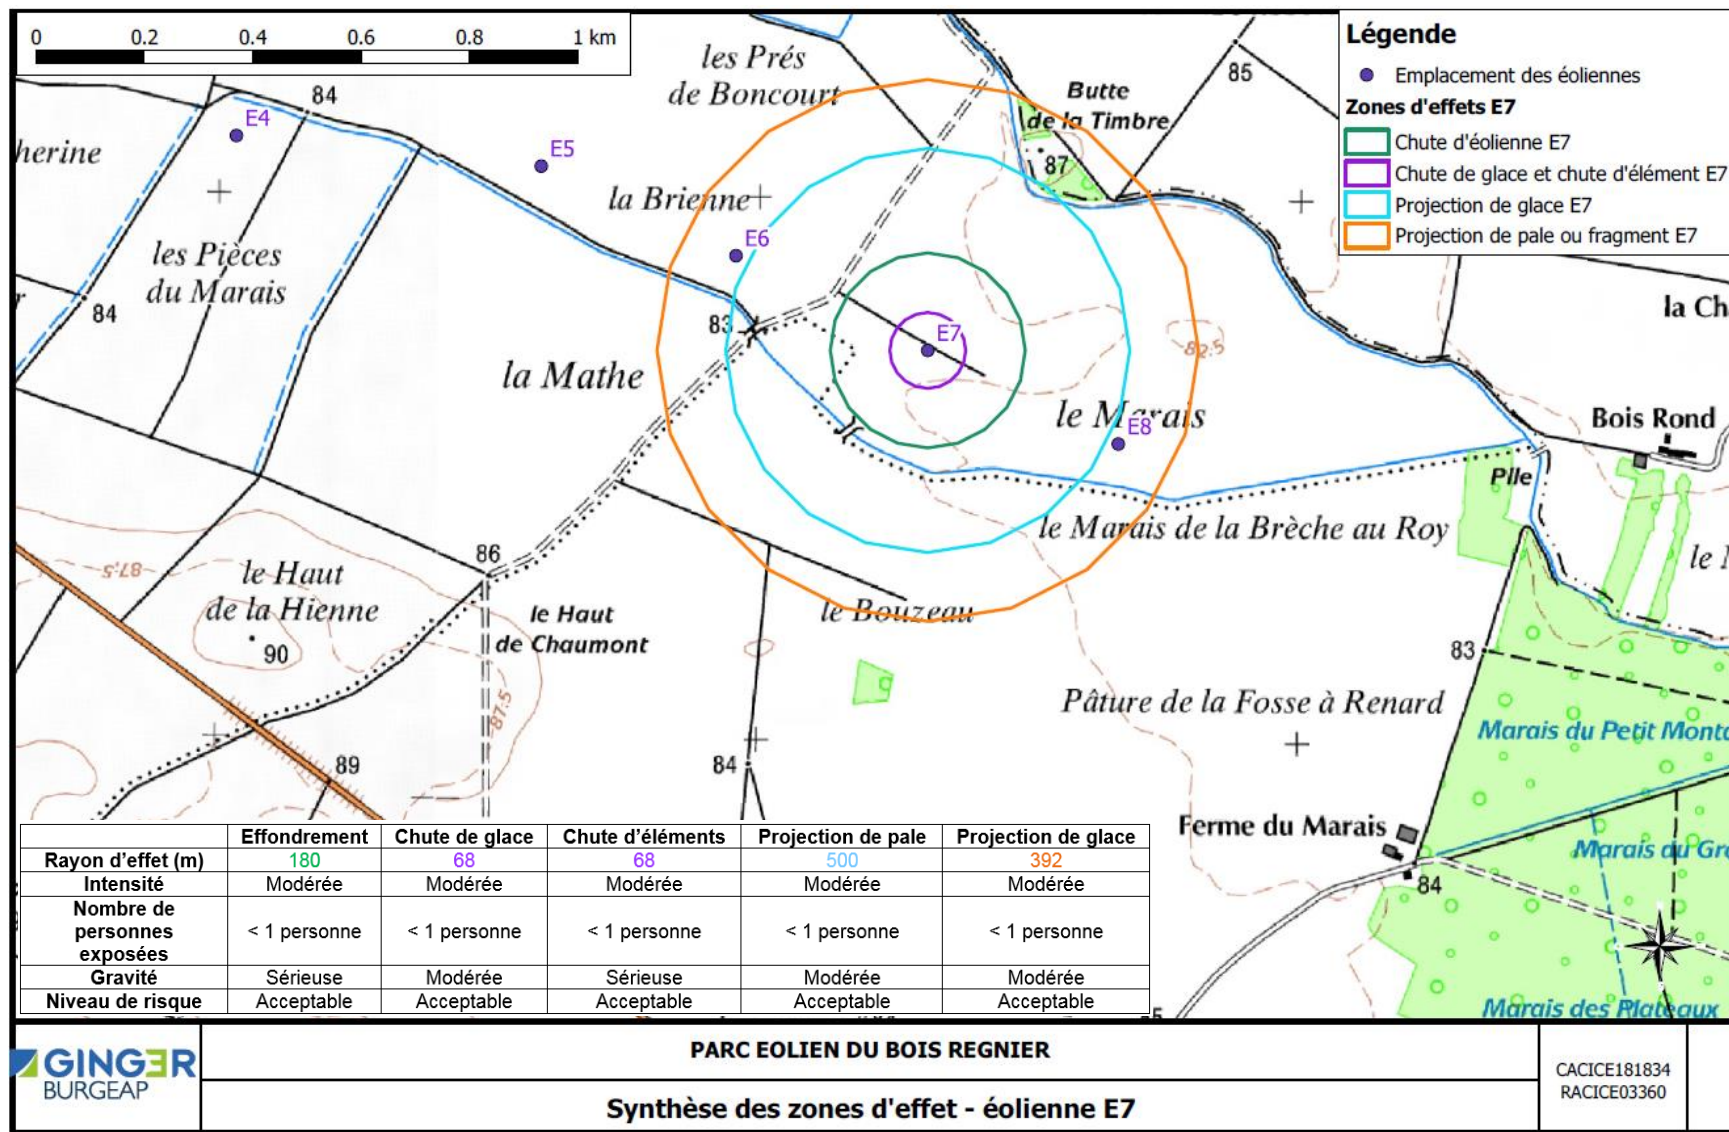 0 0.2 0.4 0.6 0.8 1 km
Légende
Emplacement des éoliennes
Zones d'effets E7
Chute d'éolienne E7
Chute de glace et chute d'élément E7
Projection de glace E7
Projection de pale ou fragment E7
les Prés
de Boncourt
Butte
de la Timbre
85
84
E4
herine
E5
87
la Brienne
E6
les Pièces
du Marais
84
83
E7
82.5
la Ch
la Mathe
le Marais
E8
Bois Rond
Pile
le Marais de la Brèche au Roy
86
87.5
le Haut
de la Hienne
90
le Haut
de Chaumont
le Bouzeau
83
87.5
Pâture de la Fosse à Renard
Marais du Petit Monta
89
84
Ferme du Marais
Marais du Gr
84
Marais des Plateaux
Effondrement Chute de glace Chute d'éléments Projection de pale Projection de glace
Rayon d'effet (m) 180 68 68 500 392
Intensité Modérée Modérée Modérée Modérée Modérée
Nombre de
personnes
exposées < 1 personne < 1 personne < 1 personne < 1 personne < 1 personne
Gravité Sérieuse Modérée Sérieuse Modérée Modérée
Niveau de risque Acceptable Acceptable Acceptable Acceptable Acceptable
GINGER
BURGEAP
PARC EOLIEN DU BOIS REGNIER
Synthèse des zones d'effet - éolienne E7
CACICE181834
RACICE03360